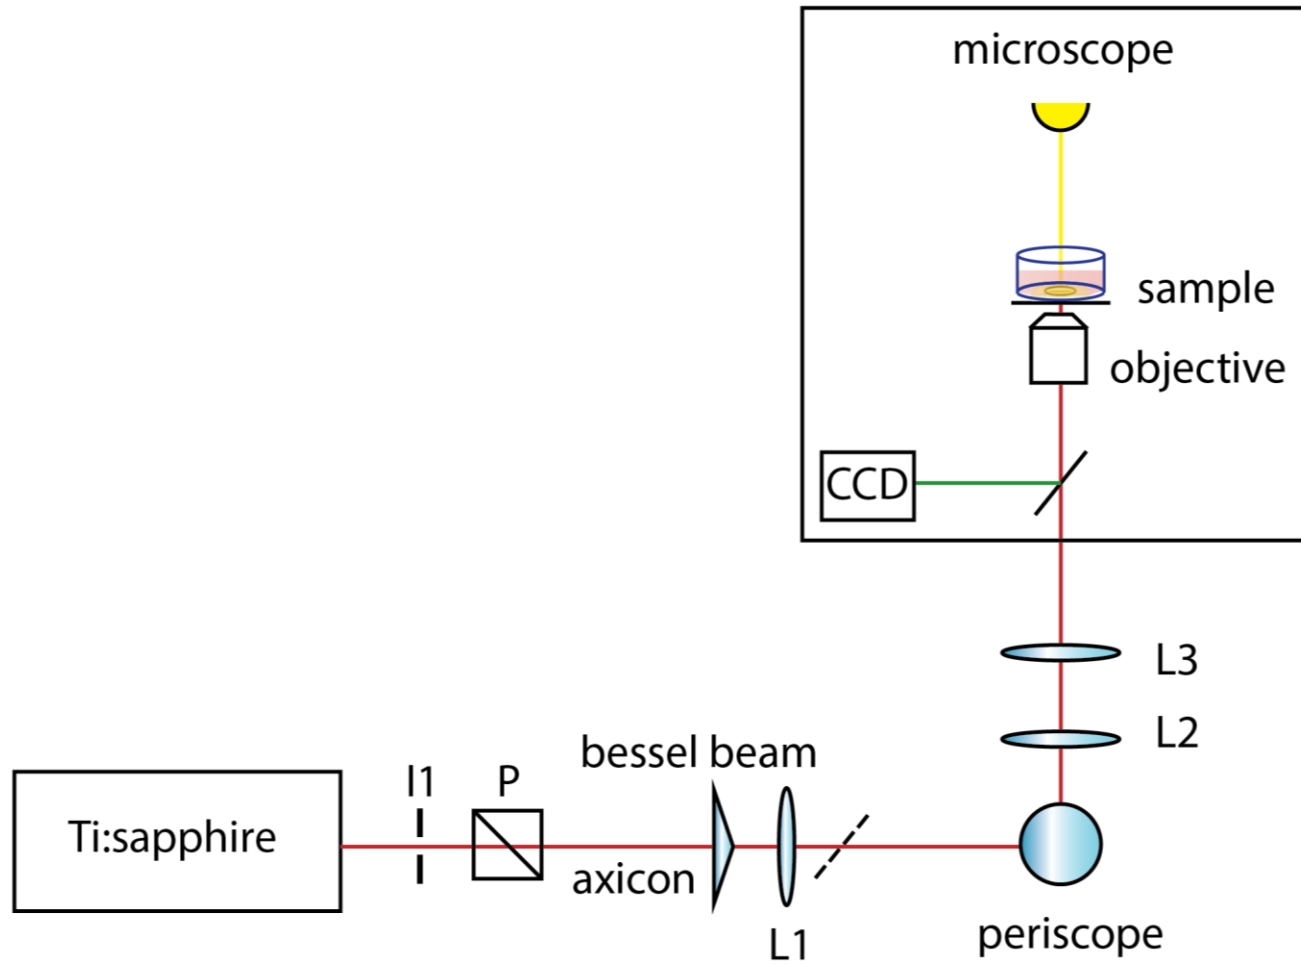 microscope
sample
objective
CCD
L3
L2
bessel beam
I1
P
Ti:sapphire
axicon
L1
periscope